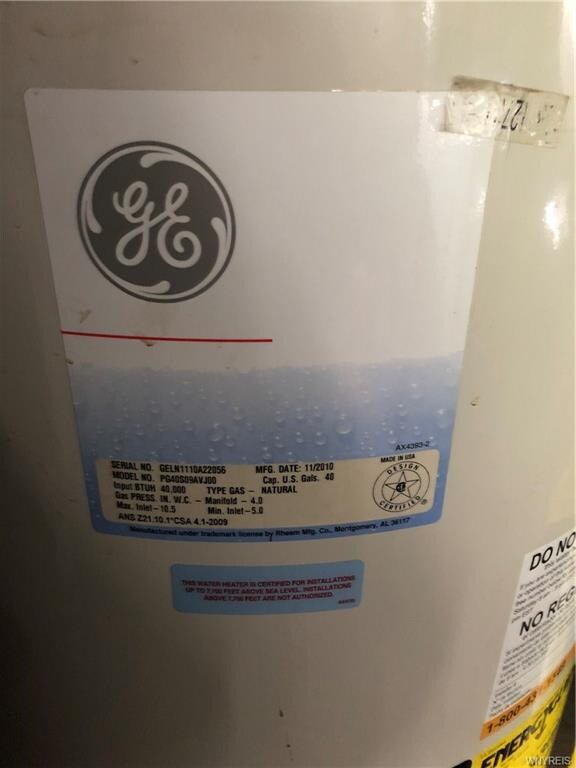 GE
AX4393-2
SERIAL NO. GELN1110A22056 MFG. DATE: 11/2010
MODEL NO. PG40S09AVJ00 Cap. U.S. Gals. 40
Input BTUH 40,000 TYPE GAS - NATURAL
Gas PRESS. IN. W.C. - Manifold - 4.0
Max. Inlet-10.5 Min. Inlet-5.0
ANS Z21.10.1*CSA 4.1-2009
MADE IN USA
DESIGN
CERTIFIED
Manufactured under trademark license by Rheem Mfg. Co., Montgomery, AL 36117
THIS WATER HEATER IS CERTIFIED FOR INSTALLATIONS
UP TO 7,700 FEET ABOVE SEA LEVEL. INSTALLATIONS
ABOVE 7,700 FEET ARE NOT AUTHORIZED.
DO NO
NO REG
1-800-43
ENERG
WNYREIS